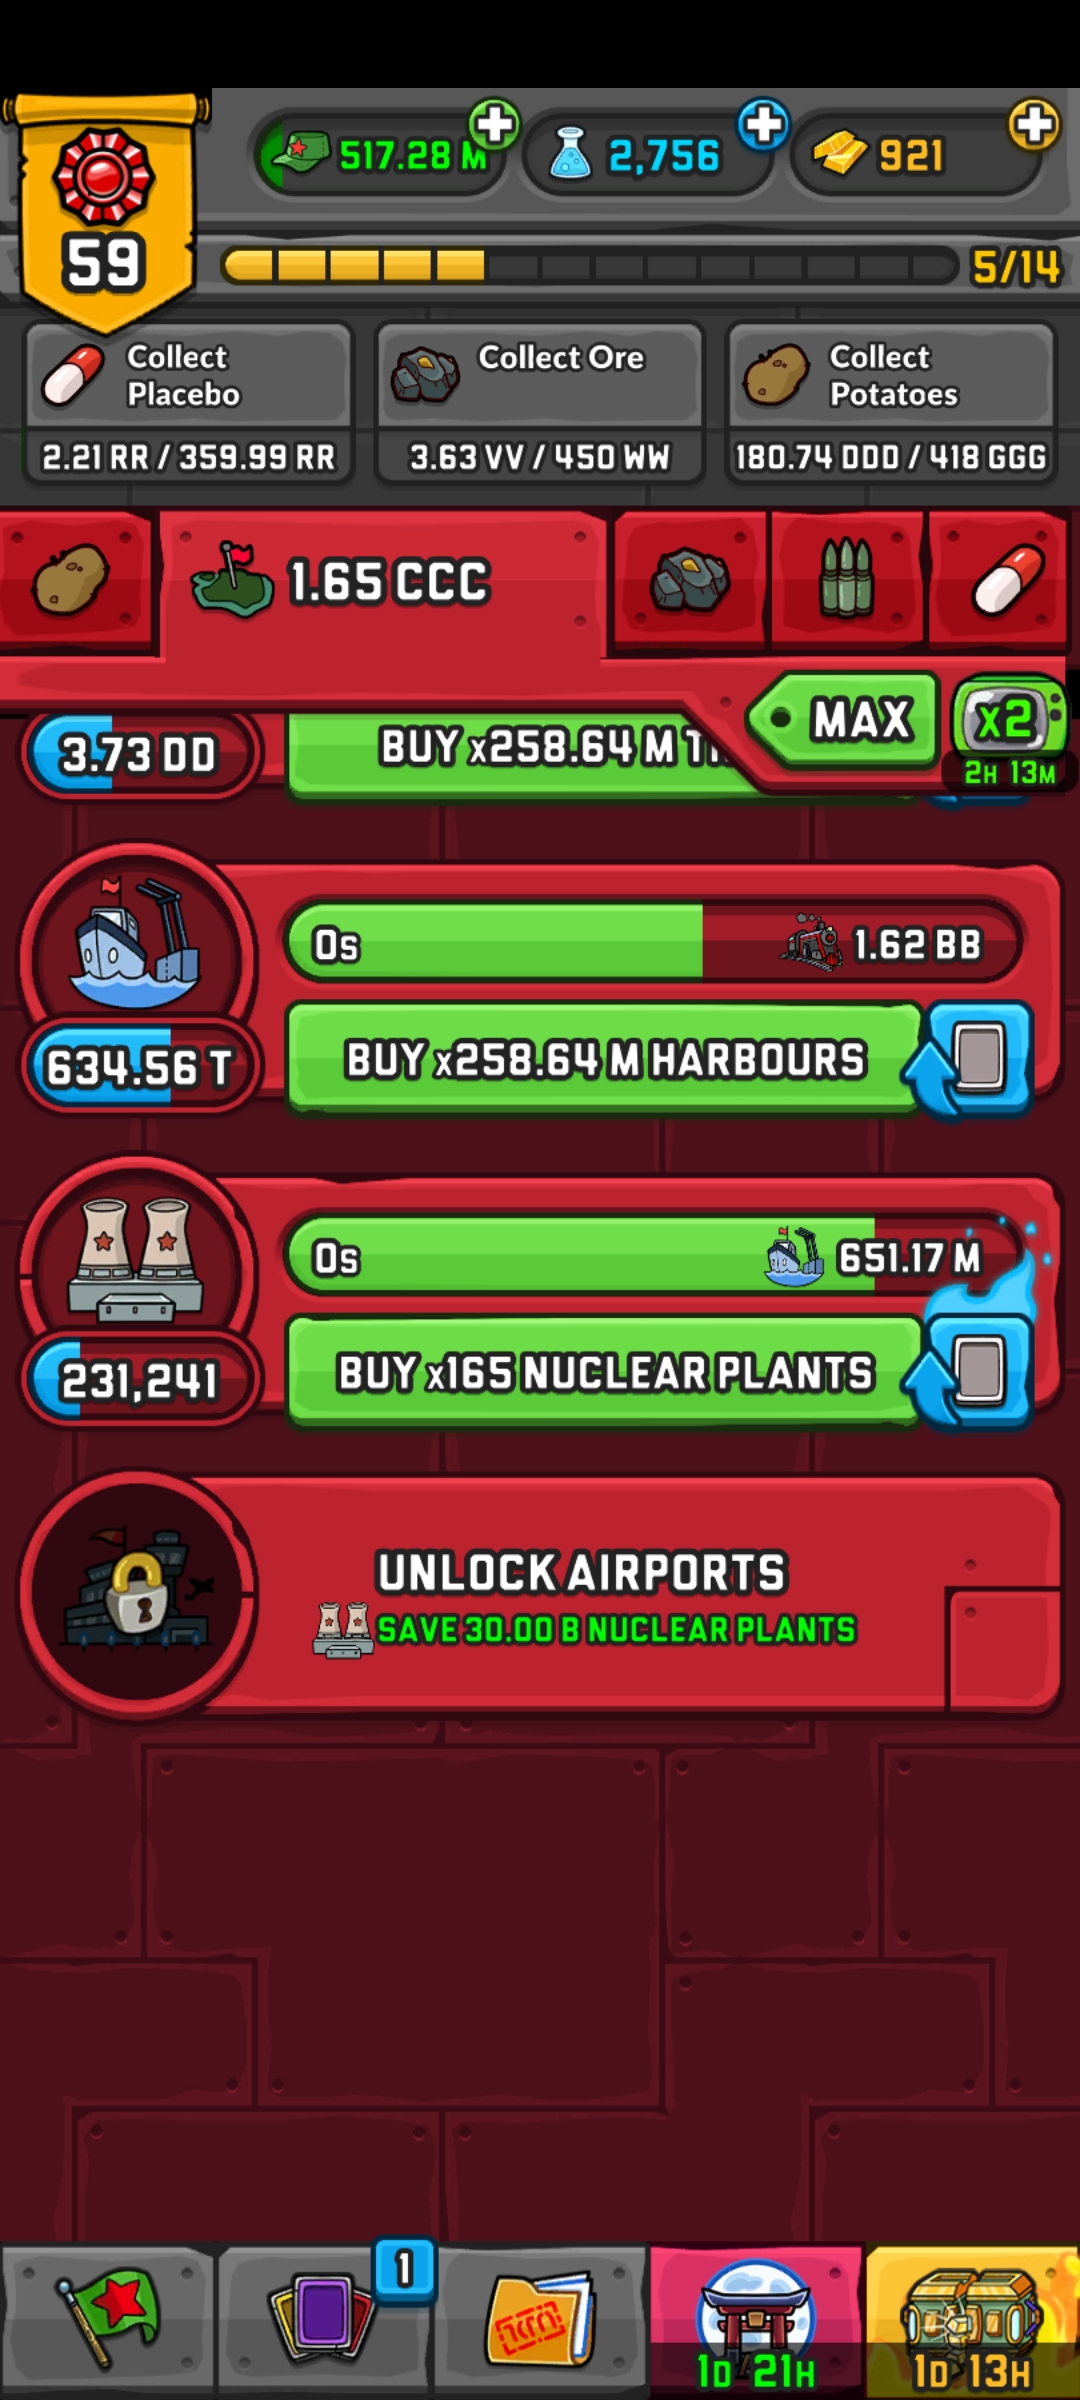 517.28 M
2,756
921
59
5/14
Collect
Placebo
2.21 RR / 359.99 RR
Collect Ore
3.63 VV / 450 WW
Collect
Potatoes
180.74 DDD / 418 GGG
1.65 CCC
MAX
x2
2H 13M
3.73 DD
BUY x258.64 M
0s
1.62 BB
634.56 T
BUY x258.64 M HARBOURS
0s
651.17 M
231,241
BUY x165 NUCLEAR PLANTS
UNLOCK AIRPORTS
SAVE 30.00 B NUCLEAR PLANTS
1
1D 21H
1D 13H